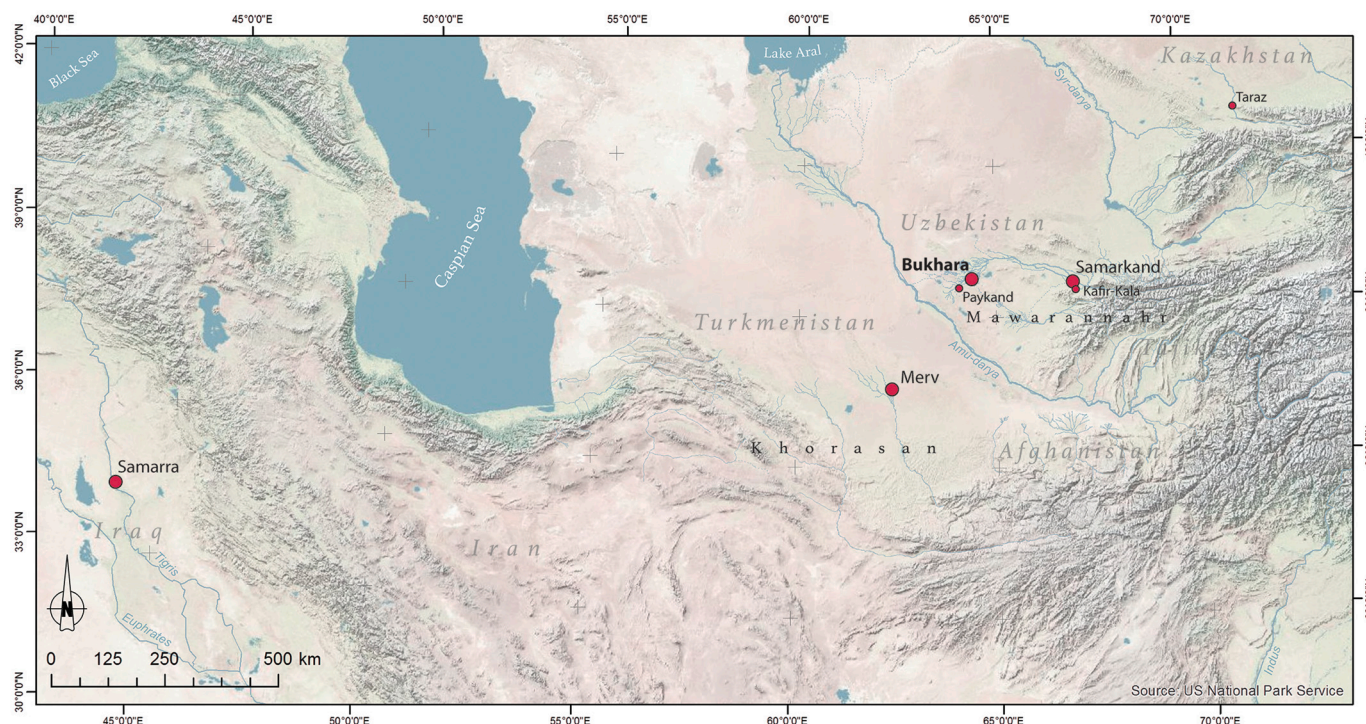 40°0'0"E 45°0'0"E 50°0'0"E 55°0'0"E 60°0'0"E 65°0'0"E 70°0'0"E
42°0'0"N
39°0'0"N
36°0'0"N
33°0'0"N
30°0'0"N
Black Sea
Lake Aral
Kazakhstan
Syr-darya
Taraz
Caspian Sea
Uzbekistan
Bukhara
Samarkand
Paykand
Kafir-Kala
Mawarannahr
Turkmenistan
Amu-darya
Merv
Khorasan
Afghanistan
Samarra
Iraq
Iran
Tigris
Euphrates
N
Indus
0 125 250 500 km
Source: US National Park Service
45°0'0"E 50°0'0"E 55°0'0"E 60°0'0"E 65°0'0"E 70°0'0"E